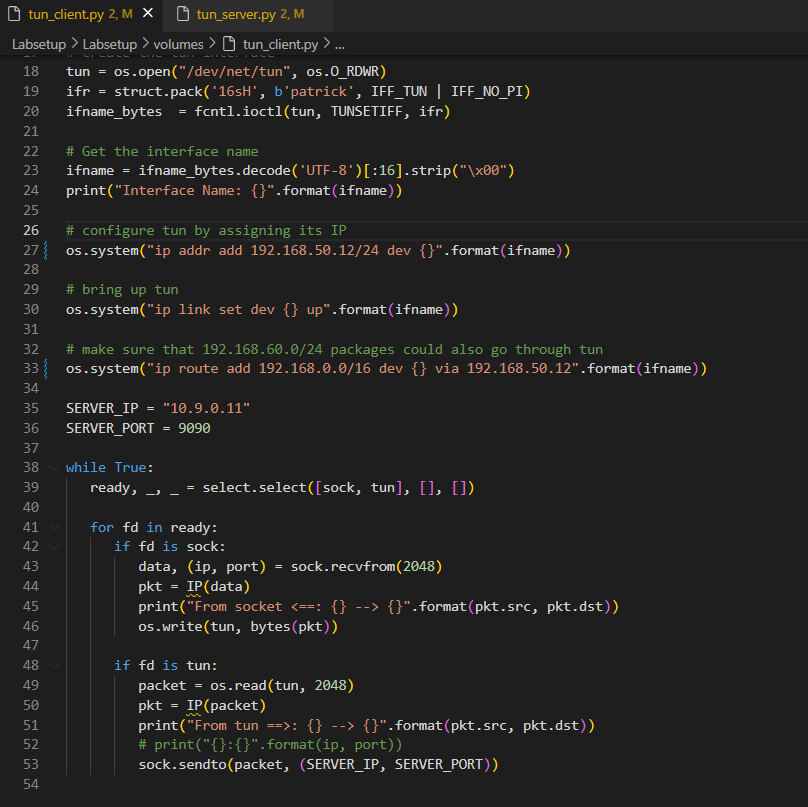 tun_client.py 2, M
tun_server.py 2, M
Labsetup > Labsetup > volumes > tun_client.py > ...
18 tun = os.open("/dev/net/tun", os.O_RDWR)
19 ifr = struct.pack('16sH', b'patrick', IFF_TUN | IFF_NO_PI)
20 ifname_bytes  = fcntl.ioctl(tun, TUNSETIFF, ifr)
21
22 # Get the interface name
23 ifname = ifname_bytes.decode('UTF-8')[:16].strip("\x00")
24 print("Interface Name: {}".format(ifname))
25
26 # configure tun by assigning its IP
27 os.system("ip addr add 192.168.50.12/24 dev {}".format(ifname))
28
29 # bring up tun
30 os.system("ip link set dev {} up".format(ifname))
31
32 # make sure that 192.168.60.0/24 packages could also go through tun
33 os.system("ip route add 192.168.0.0/16 dev {} via 192.168.50.12".format(ifname))
34
35 SERVER_IP = "10.9.0.11"
36 SERVER_PORT = 9090
37
38 while True:
39    ready, _, _ = select.select([sock, tun], [], [])
40
41    for fd in ready:
42       if fd is sock:
43          data, (ip, port) = sock.recvfrom(2048)
44          pkt = IP(data)
45          print("From socket <==: {} --> {}".format(pkt.src, pkt.dst))
46          os.write(tun, bytes(pkt))
47
48       if fd is tun:
49          packet = os.read(tun, 2048)
50          pkt = IP(packet)
51          print("From tun ==>: {} --> {}".format(pkt.src, pkt.dst))
52          # print("{}:{}".format(ip, port))
53          sock.sendto(packet, (SERVER_IP, SERVER_PORT))
54